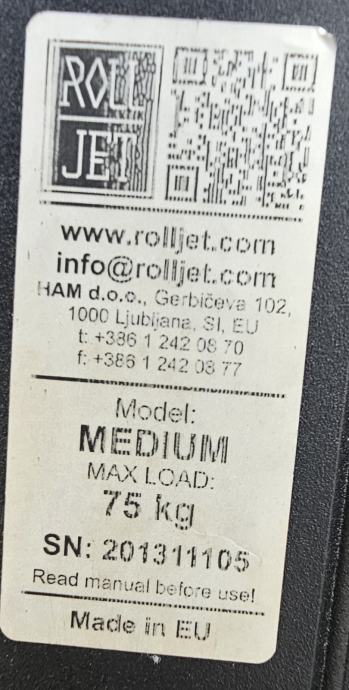 ROLL
JET
www.rolljet.com
info@rolljet.com
HAM d.o.o., Gerbičeva 102,
1000 Ljubljana, SI, EU
t: +386 1 242 08 70
f: +386 1 242 08 77
Model:
MEDIUM
MAX LOAD:
75 kg
SN: 201311105
Read manual before use!
Made in EU